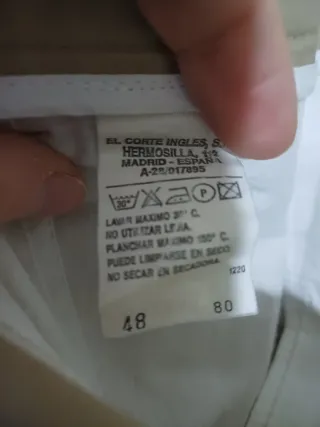 EL CORTE INGLES, S.
HERMOSILLA, 112
MADRID - ESPAÑA
A-28/017895
30°
P
LAVAR MAXIMO 30° C.
NO UTILIZAR LEJIA.
PLANCHAR MAXIMO 150° C.
PUEDE LIMPIARSE EN SECO.
NO SECAR EN SECADORA.
1220
48 80